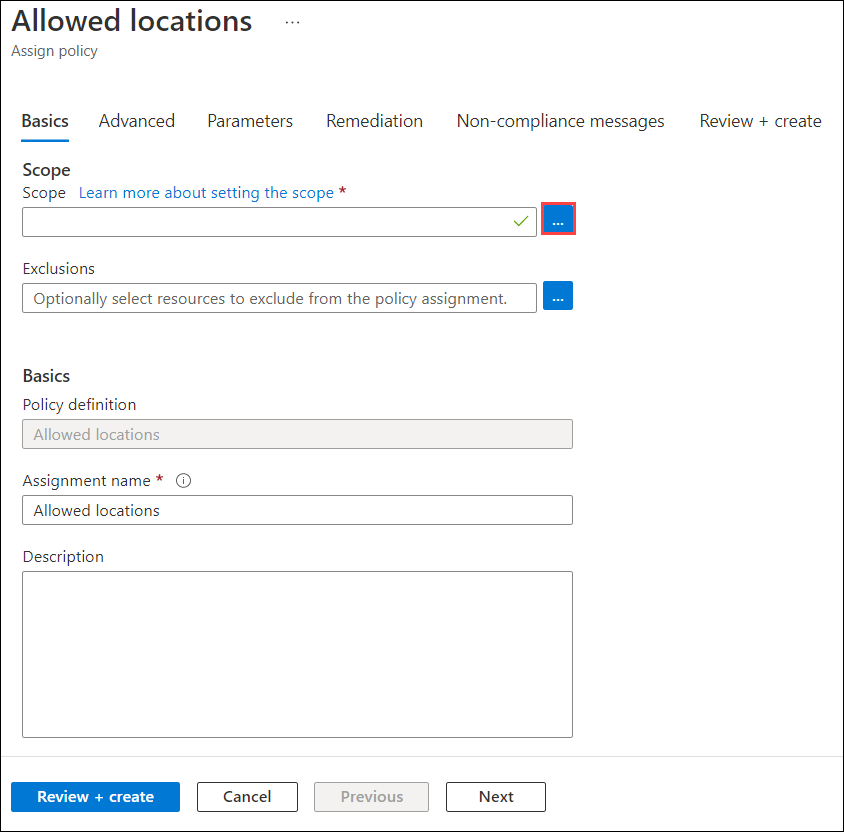 Allowed locations ...
Assign policy
Basics Advanced Parameters Remediation Non-compliance messages Review + create
Scope
Scope Learn more about setting the scope *
...
Exclusions
Optionally select resources to exclude from the policy assignment. ...
Basics
Policy definition
Allowed locations
Assignment name *
Allowed locations
Description
Review + create Cancel Previous Next